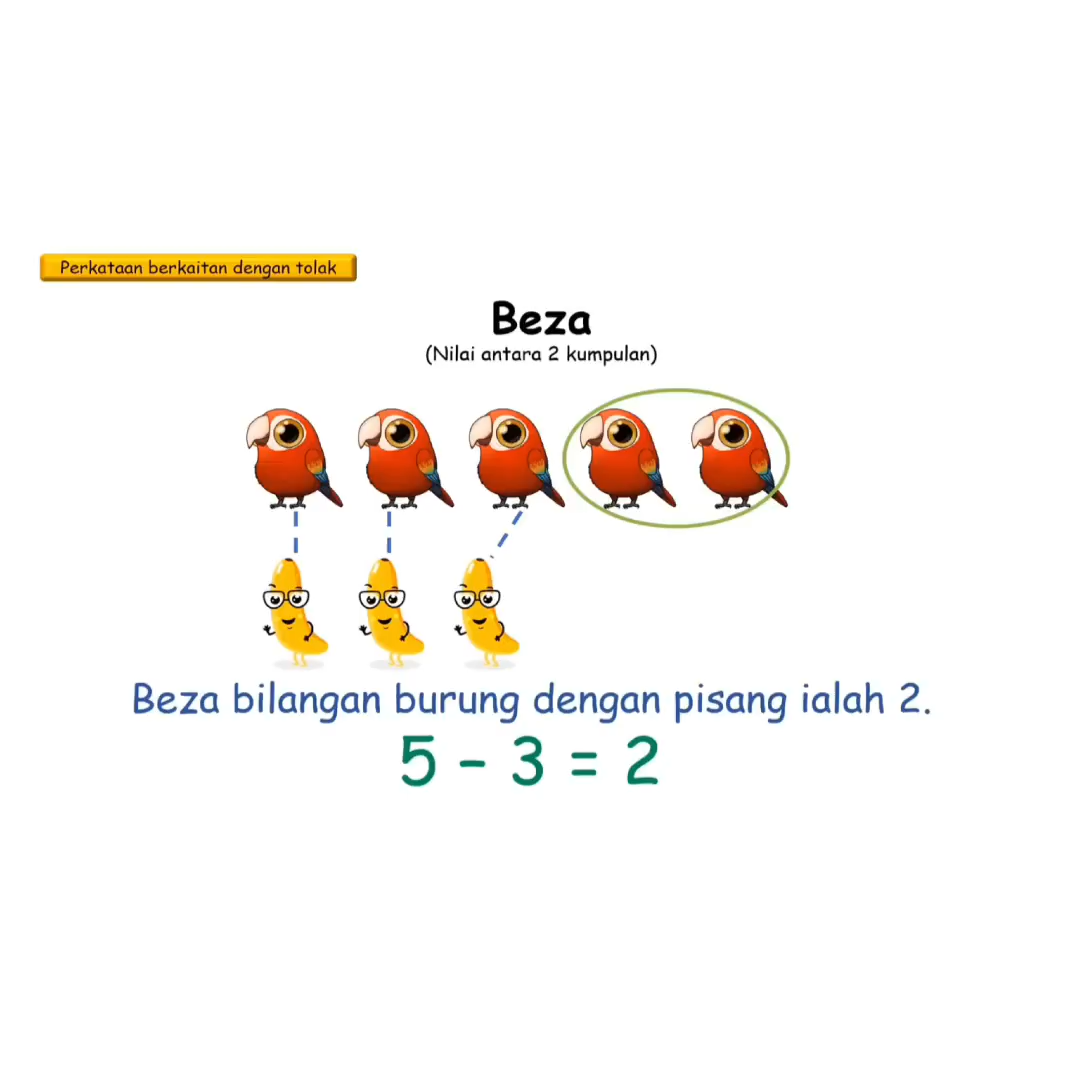 Perkataan berkaitan dengan tolak
Beza
(Nilai antara 2 kumpulan)
Beza bilangan burung dengan pisang ialah 2.
5 - 3 = 2